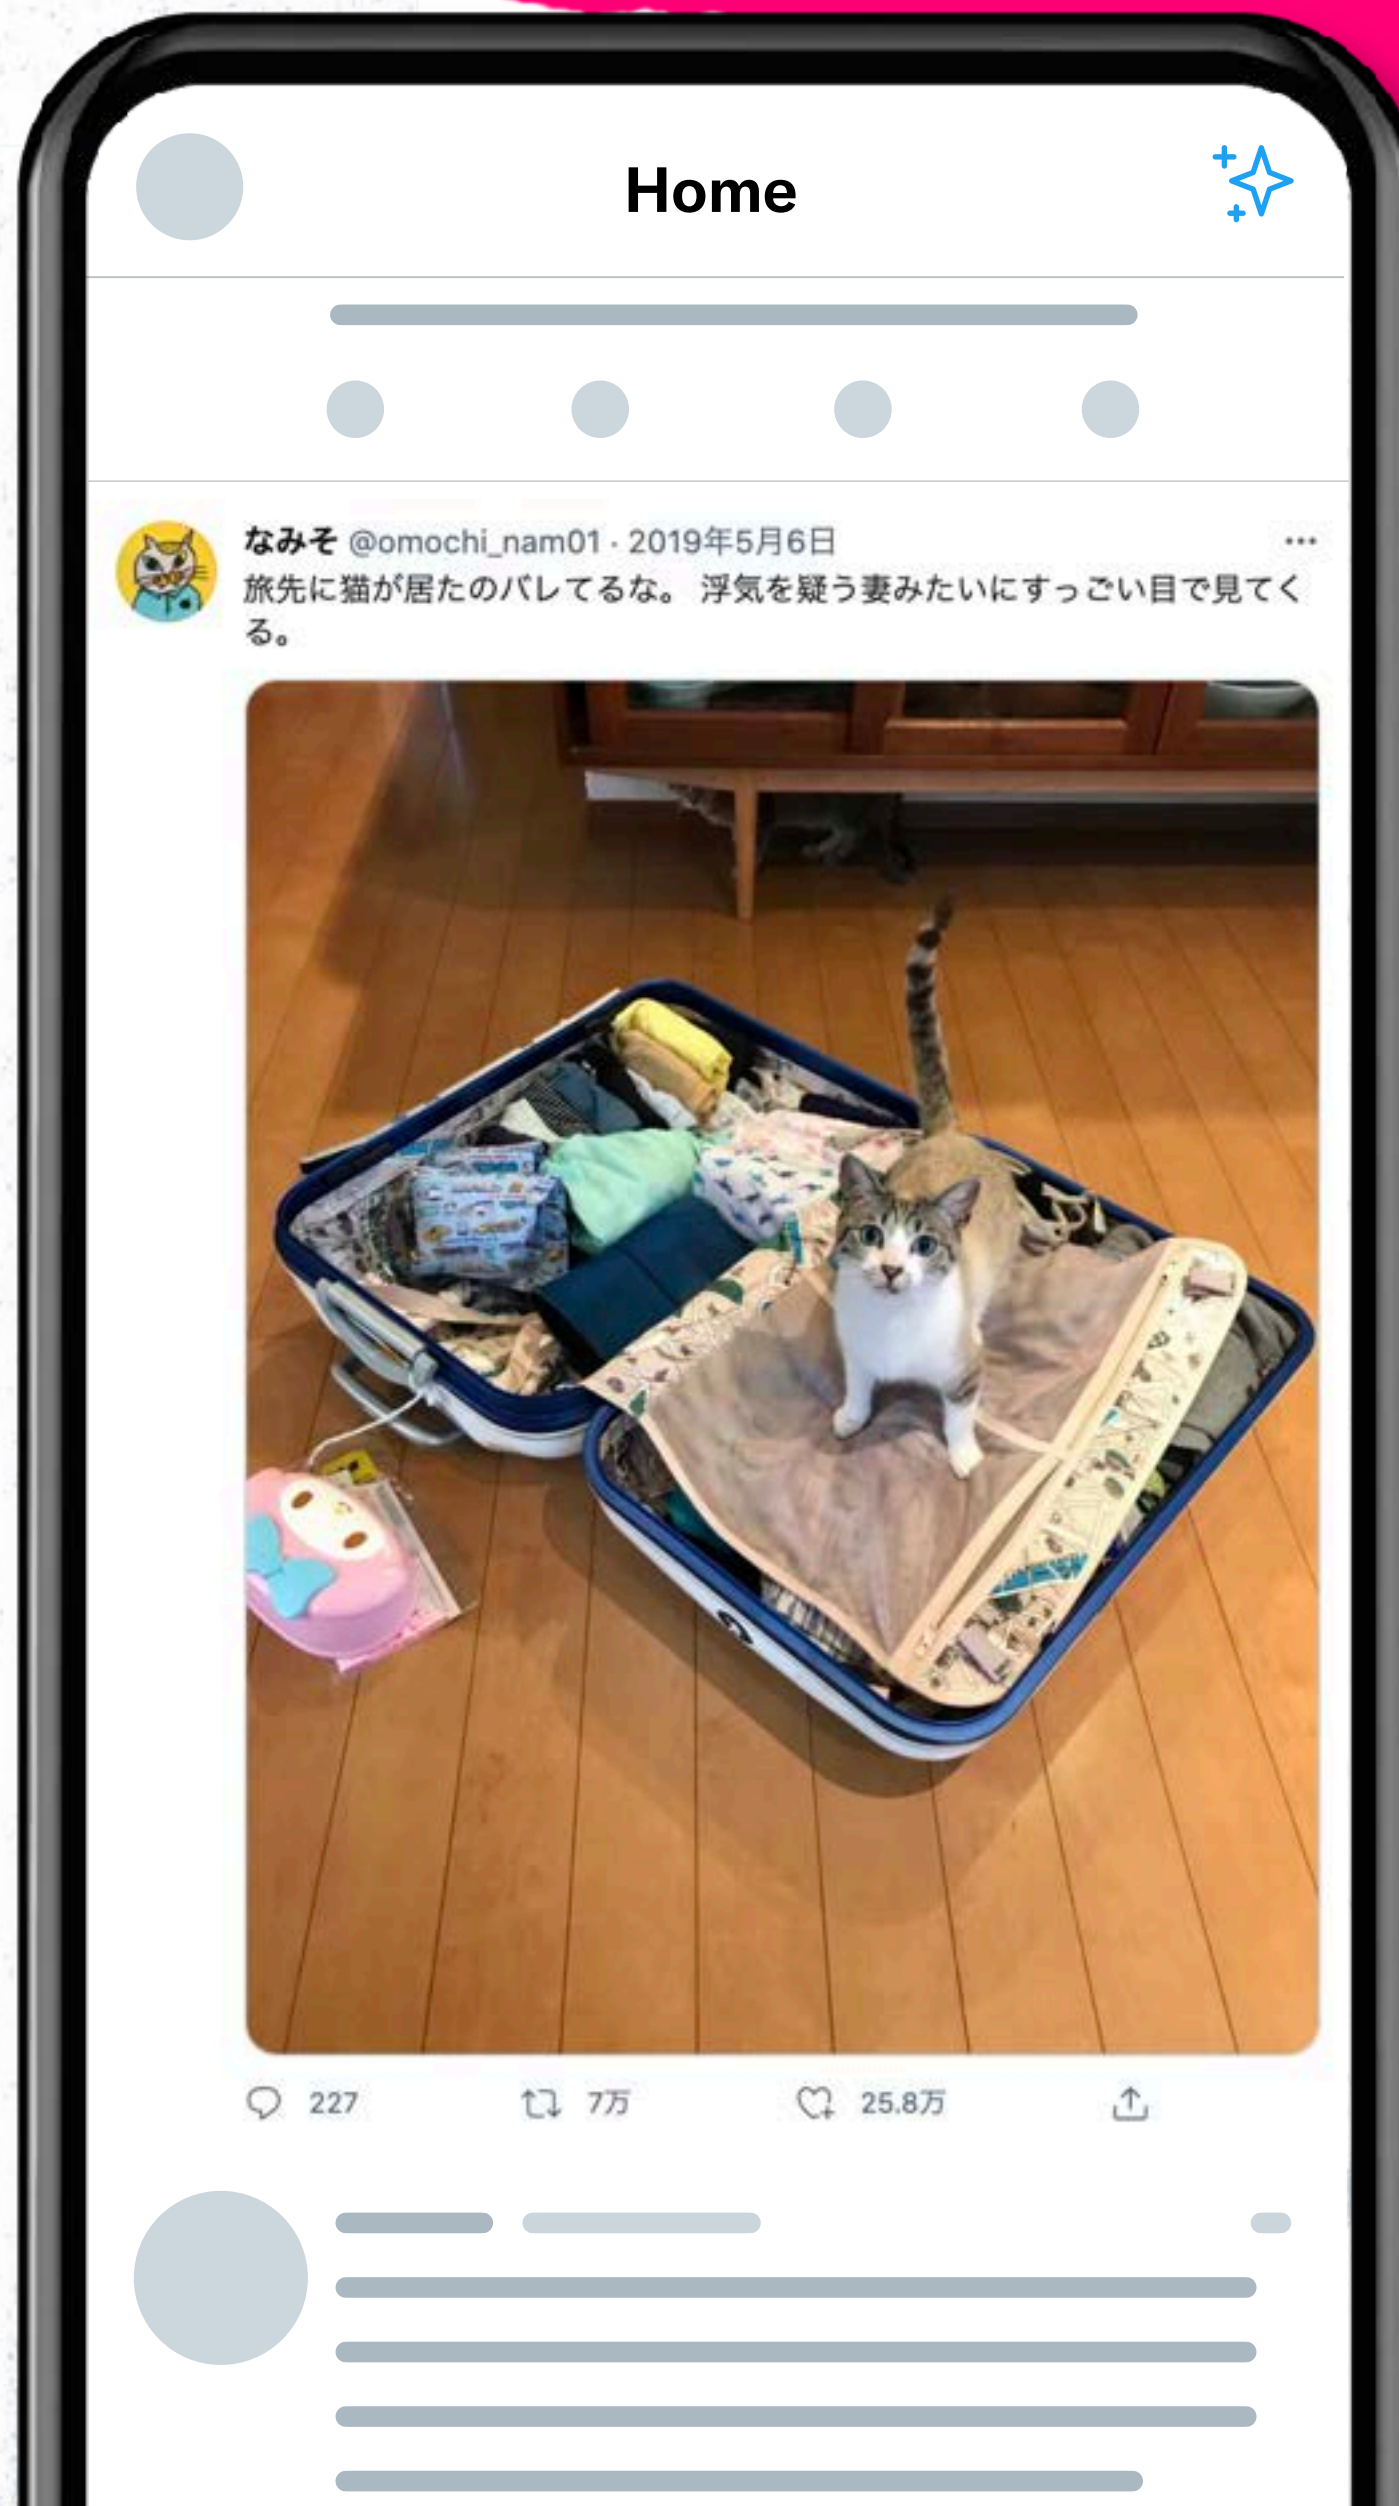 Home
なみそ @omochi_nam01 · 2019年5月6日
旅先に猫が居たのバレてるな。 浮気を疑う妻みたいにすっごい目で見てく
る。
227 7万 25.8万